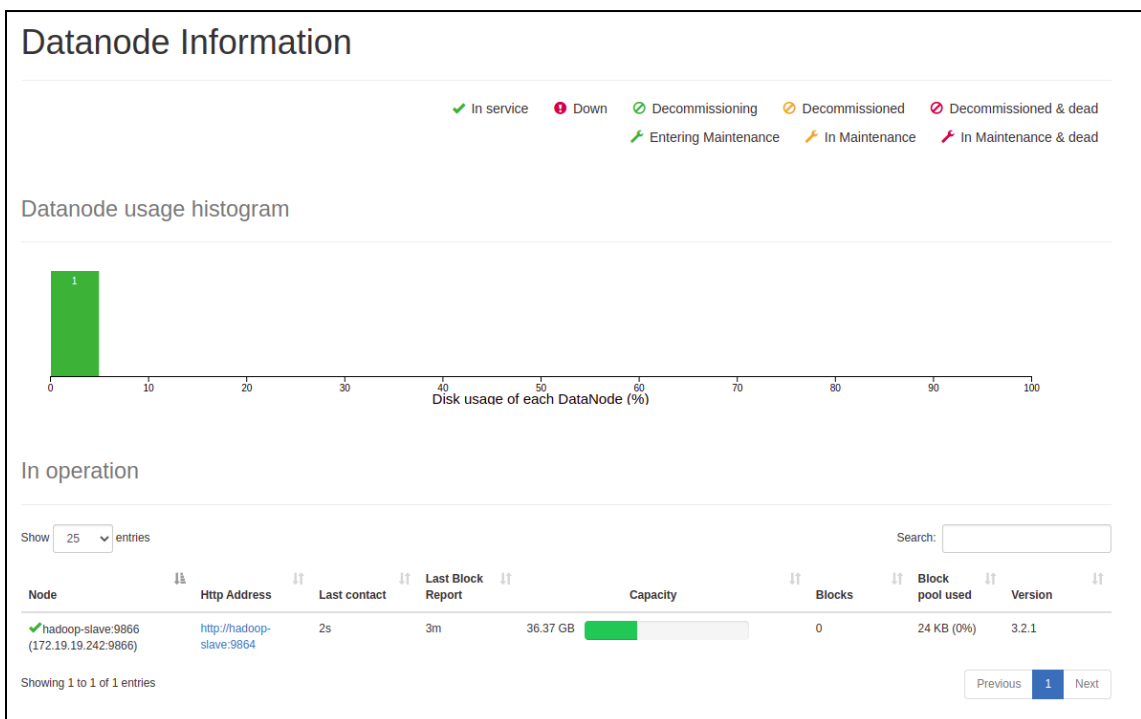 Datanode Information
In service Down Decommissioning Decommissioned Decommissioned & dead
Entering Maintenance In Maintenance In Maintenance & dead
Datanode usage histogram
1
0 10 20 30 40 50 60 70 80 90 100
Disk usage of each DataNode (%)
In operation
Show 25 entries Search:
Node Http Address Last contact Last Block Report Capacity Blocks Block pool used Version
hadoop-slave:9866 http://hadoop- 2s 3m 36.37 GB 0 24 KB (0%) 3.2.1
(172.19.19.242:9866) slave:9864
Showing 1 to 1 of 1 entries Previous 1 Next